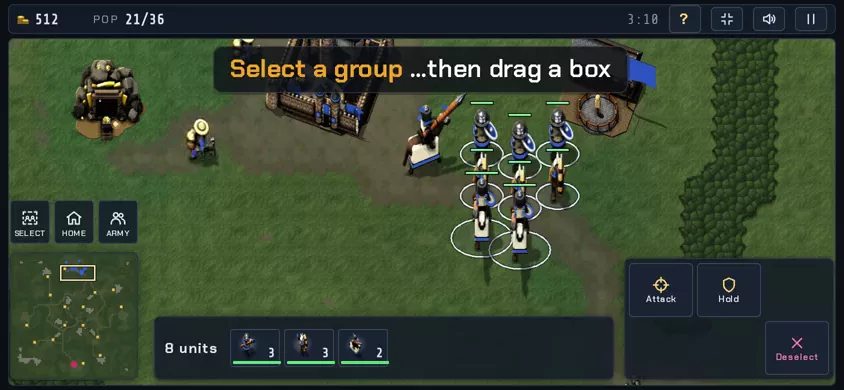 512
POP 21/36
3:10
?
Select a group ...then drag a box
SELECT
HOME
ARMY
8 units
3
3
2
Attack
Hold
Deselect